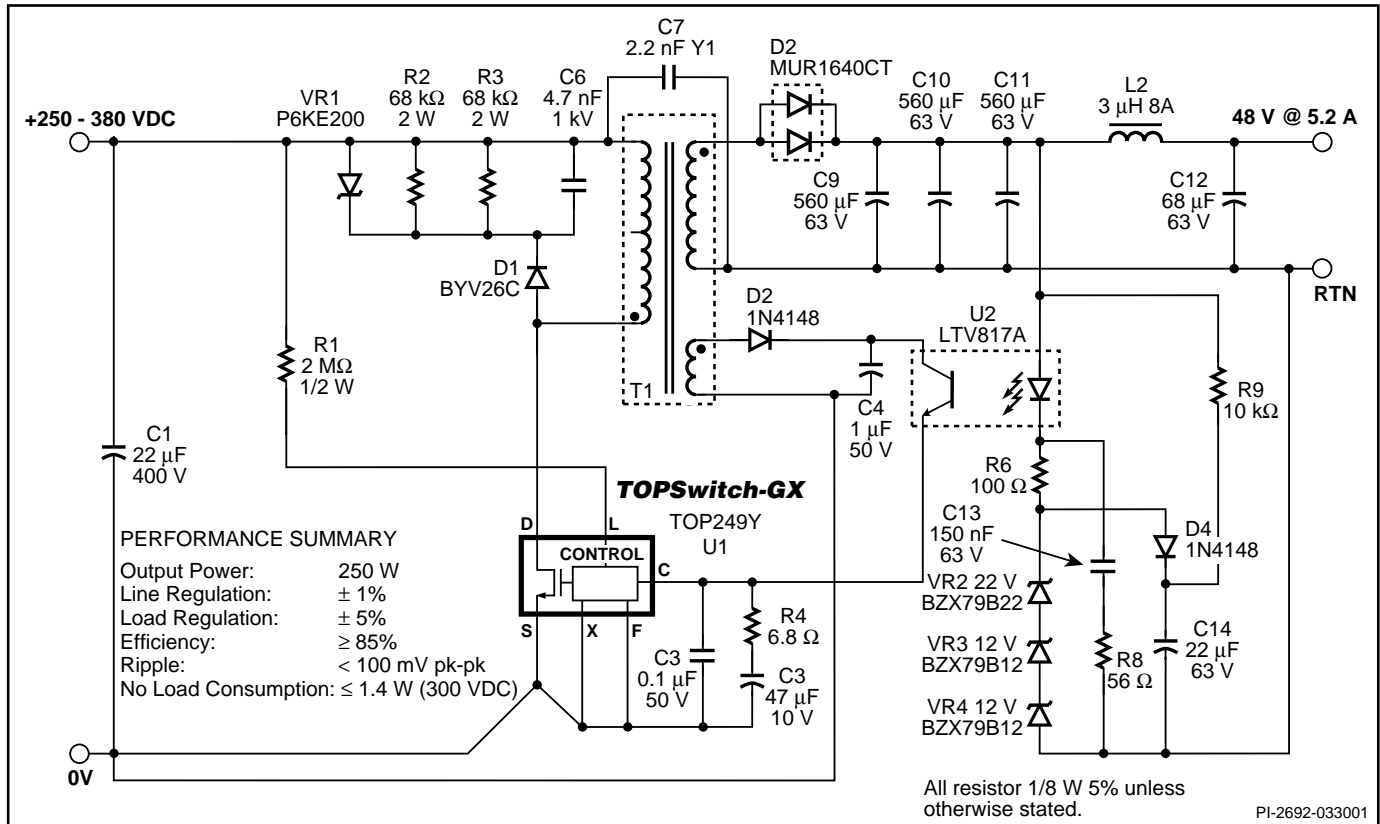 C7
2.2 nF Y1
D2
MUR1640CT
C10
560 µF
63 V
C11
560 µF
63 V
L2
3 µH 8A
R2
68 kΩ
2 W
R3
68 kΩ
2 W
C6
4.7 nF
1 kV
VR1
P6KE200
+250 - 380 VDC
48 V @ 5.2 A
C9
560 µF
63 V
C12
68 µF
63 V
D1
BYV26C
RTN
D2
1N4148
U2
LTV817A
R1
2 MΩ
1/2 W
T1
C4
1 µF
50 V
R9
10 kΩ
C1
22 µF
400 V
R6
100 Ω
TOPSwitch-GX
TOP249Y
U1
D
L
CONTROL
C
S
X
F
C13
150 nF
63 V
D4
1N4148
PERFORMANCE SUMMARY
Output Power: 250 W
Line Regulation: ± 1%
Load Regulation: ± 5%
Efficiency: ≥ 85%
Ripple: < 100 mV pk-pk
No Load Consumption: ≤ 1.4 W (300 VDC)
VR2 22 V
BZX79B22
R4
6.8 Ω
C3
0.1 µF
50 V
C3
47 µF
10 V
VR3 12 V
BZX79B12
R8
56 Ω
C14
22 µF
63 V
VR4 12 V
BZX79B12
0V
All resistor 1/8 W 5% unless
otherwise stated.
PI-2692-033001